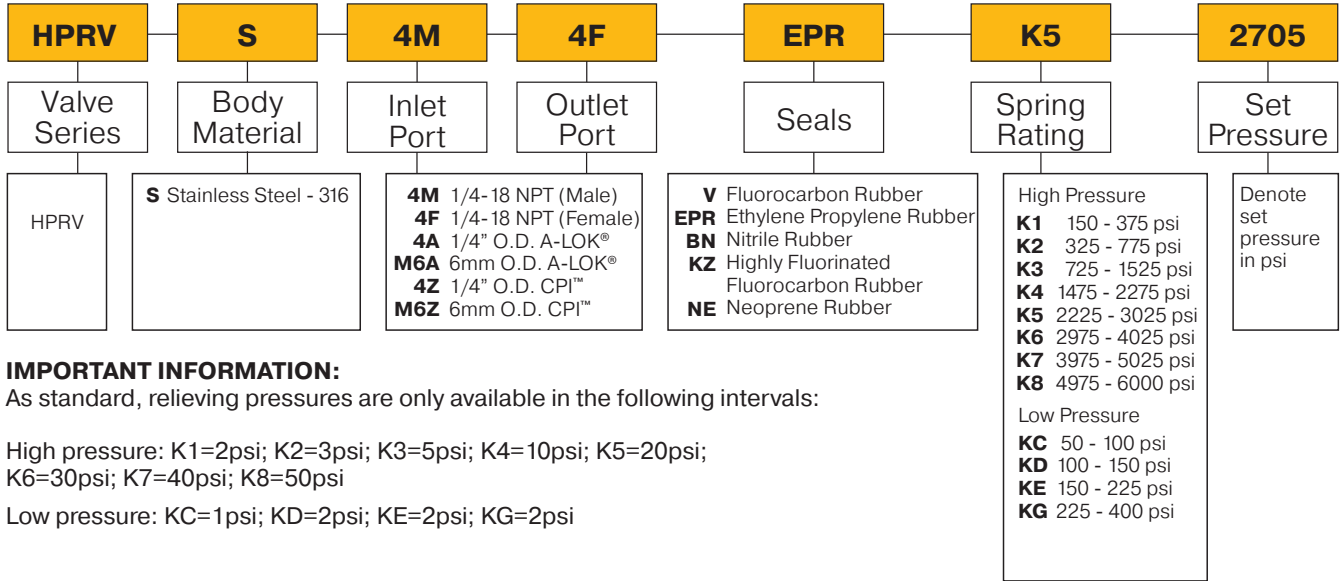 HPRV S 4M 4F EPR K5 2705
Valve
Series
Body
Material
Inlet
Port
Outlet
Port
Seals
Spring
Rating
Set
Pressure
HPRV
S Stainless Steel - 316
4M 1/4-18 NPT (Male)
4F 1/4-18 NPT (Female)
4A 1/4” O.D. A-LOK®
M6A 6mm O.D. A-LOK®
4Z 1/4” O.D. CPI™
M6Z 6mm O.D. CPI™
V Fluorocarbon Rubber
EPR Ethylene Propylene Rubber
BN Nitrile Rubber
KZ Highly Fluorinated
Fluorocarbon Rubber
NE Neoprene Rubber
High Pressure
K1 150 - 375 psi
K2 325 - 775 psi
K3 725 - 1525 psi
K4 1475 - 2275 psi
K5 2225 - 3025 psi
K6 2975 - 4025 psi
K7 3975 - 5025 psi
K8 4975 - 6000 psi
Low Pressure
KC 50 - 100 psi
KD 100 - 150 psi
KE 150 - 225 psi
KG 225 - 400 psi
Denote
set
pressure
in psi
IMPORTANT INFORMATION:
As standard, relieving pressures are only available in the following intervals:
High pressure: K1=2psi; K2=3psi; K3=5psi; K4=10psi; K5=20psi;
K6=30psi; K7=40psi; K8=50psi
Low pressure: KC=1psi; KD=2psi; KE=2psi; KG=2psi